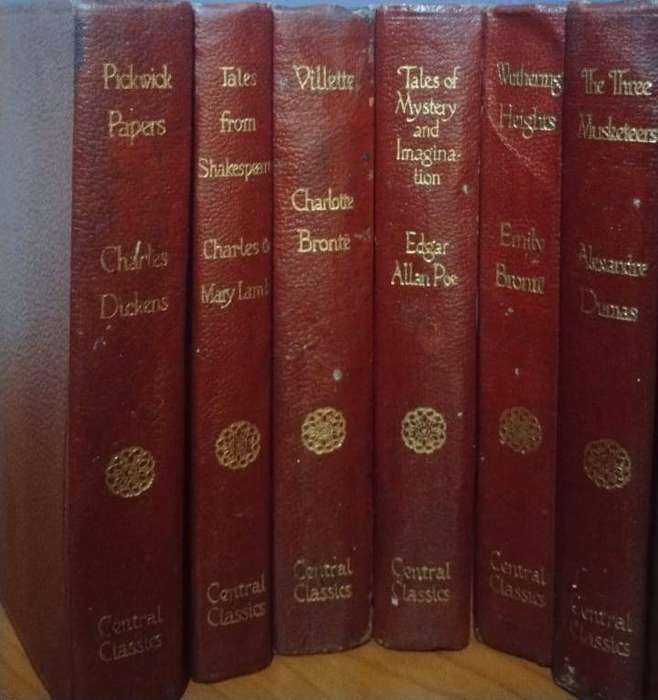 Pickwick
Papers
Charles
Dickens
Central
Classics
Tales
from
Shakespeare
Charles &
Mary Lamb
Central
Classics
Villette
Charlotte
Brontë
Central
Classics
Tales of
Mystery
and
Imagina-
tion
Edgar
Allan Poe
Central
Classics
Wuthering
Heights
Emily
Brontë
Central
Classics
The Three
Musketeers
Alexandre
Dumas
Central
Classics